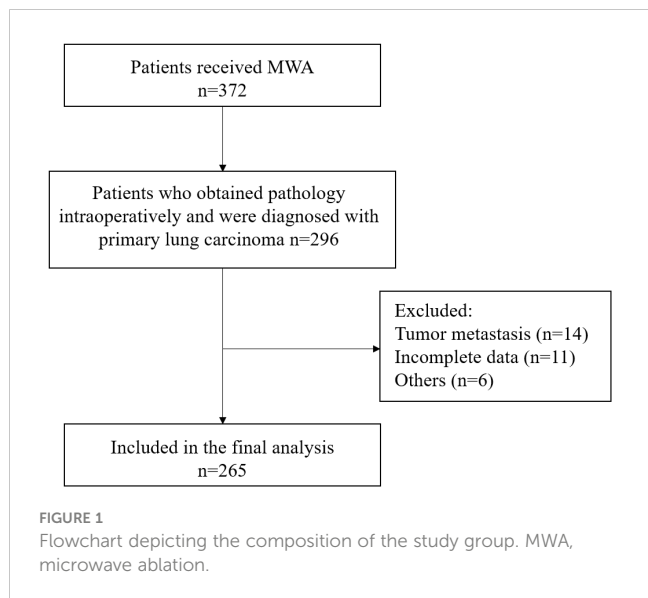 Patients received MWA
n=372
Patients who obtained pathology
intraoperatively and were diagnosed with
primary lung carcinoma n=296
Excluded:
Tumor metastasis (n=14)
Incomplete data (n=11)
Others (n=6)
Included in the final analysis
n=265
FIGURE 1
Flowchart depicting the composition of the study group. MWA,
microwave ablation.